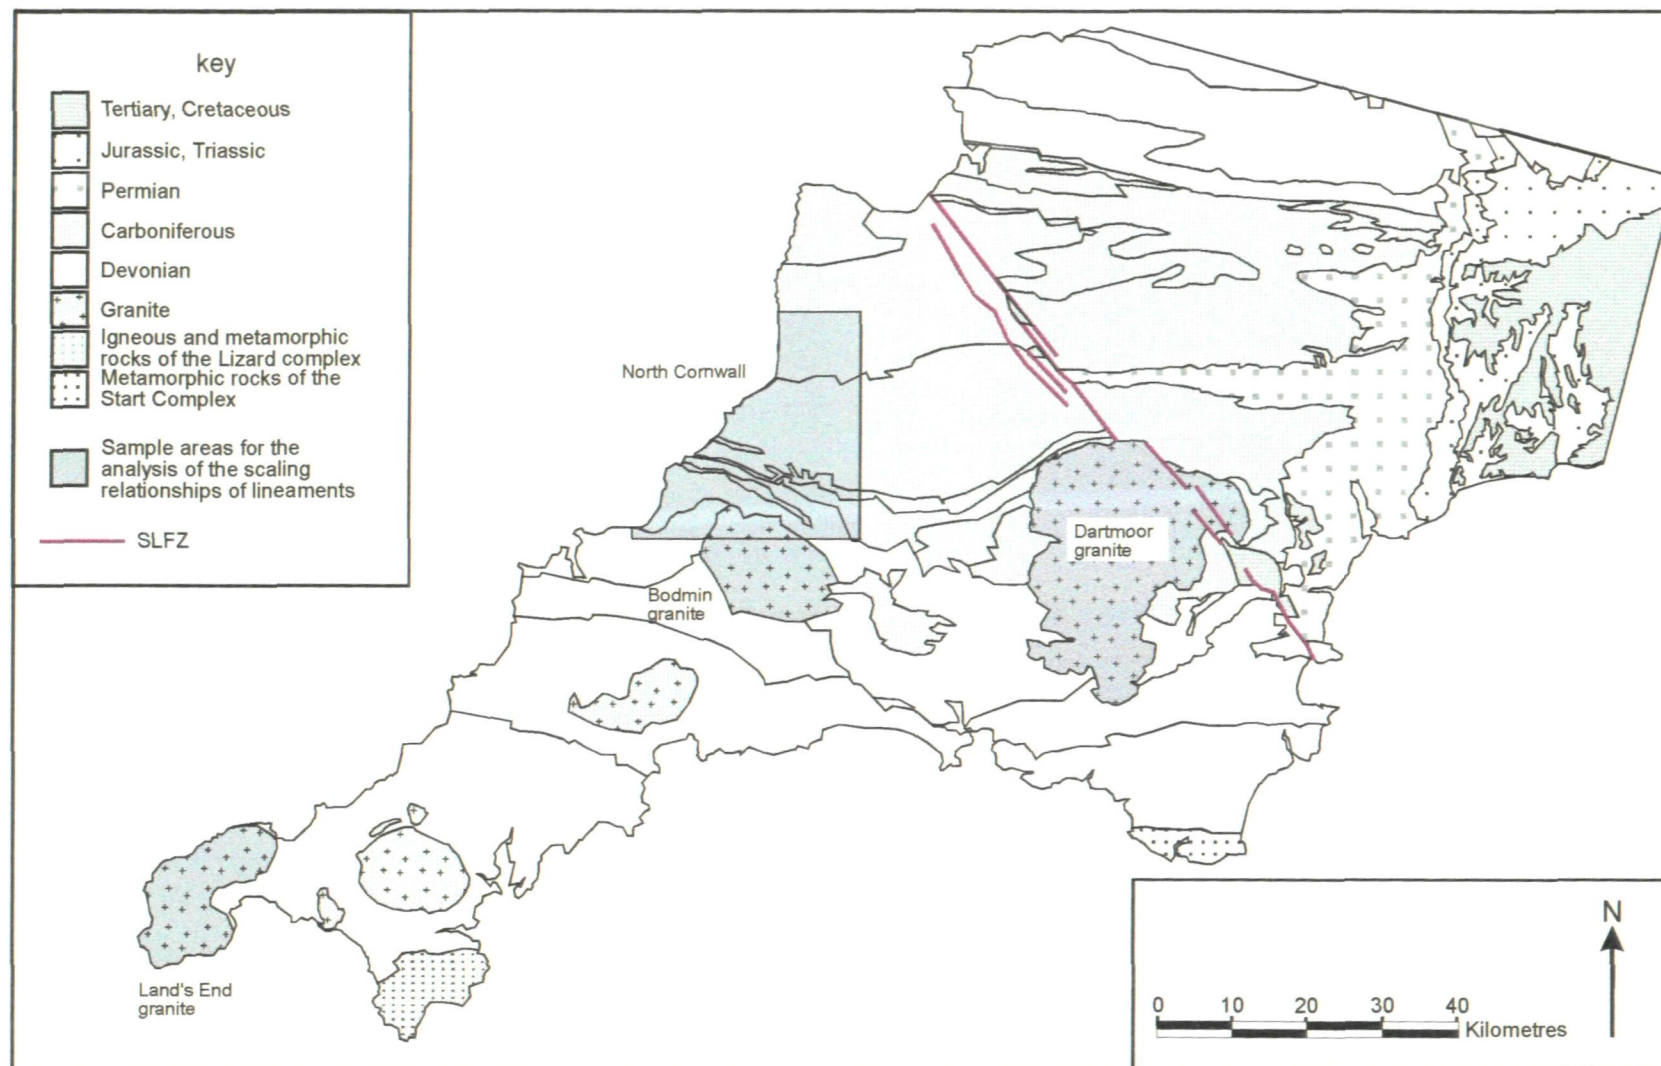 key
Tertiary, Cretaceous
Jurassic, Triassic
Permian
Carboniferous
Devonian
Granite
Igneous and metamorphic
rocks of the Lizard complex
Metamorphic rocks of the
Start Complex
Sample areas for the
analysis of the scaling
relationships of lineaments
SLFZ
North Cornwall
Dartmoor
granite
Bodmin
granite
Land's End
granite
N
0 10 20 30 40
Kilometres